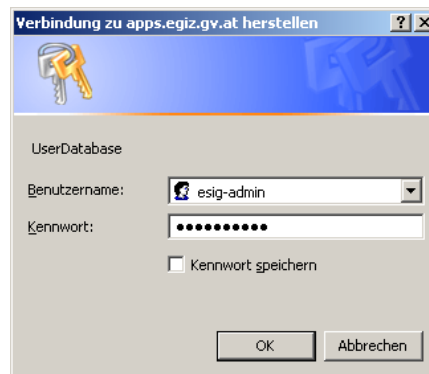 Verbindung zu apps.egiz.gv.at herstellen
UserDatabase
Benutzername:
esig-admin
Kennwort:
●●●●●●●●●●
Kennwort speichern
OK
Abbrechen